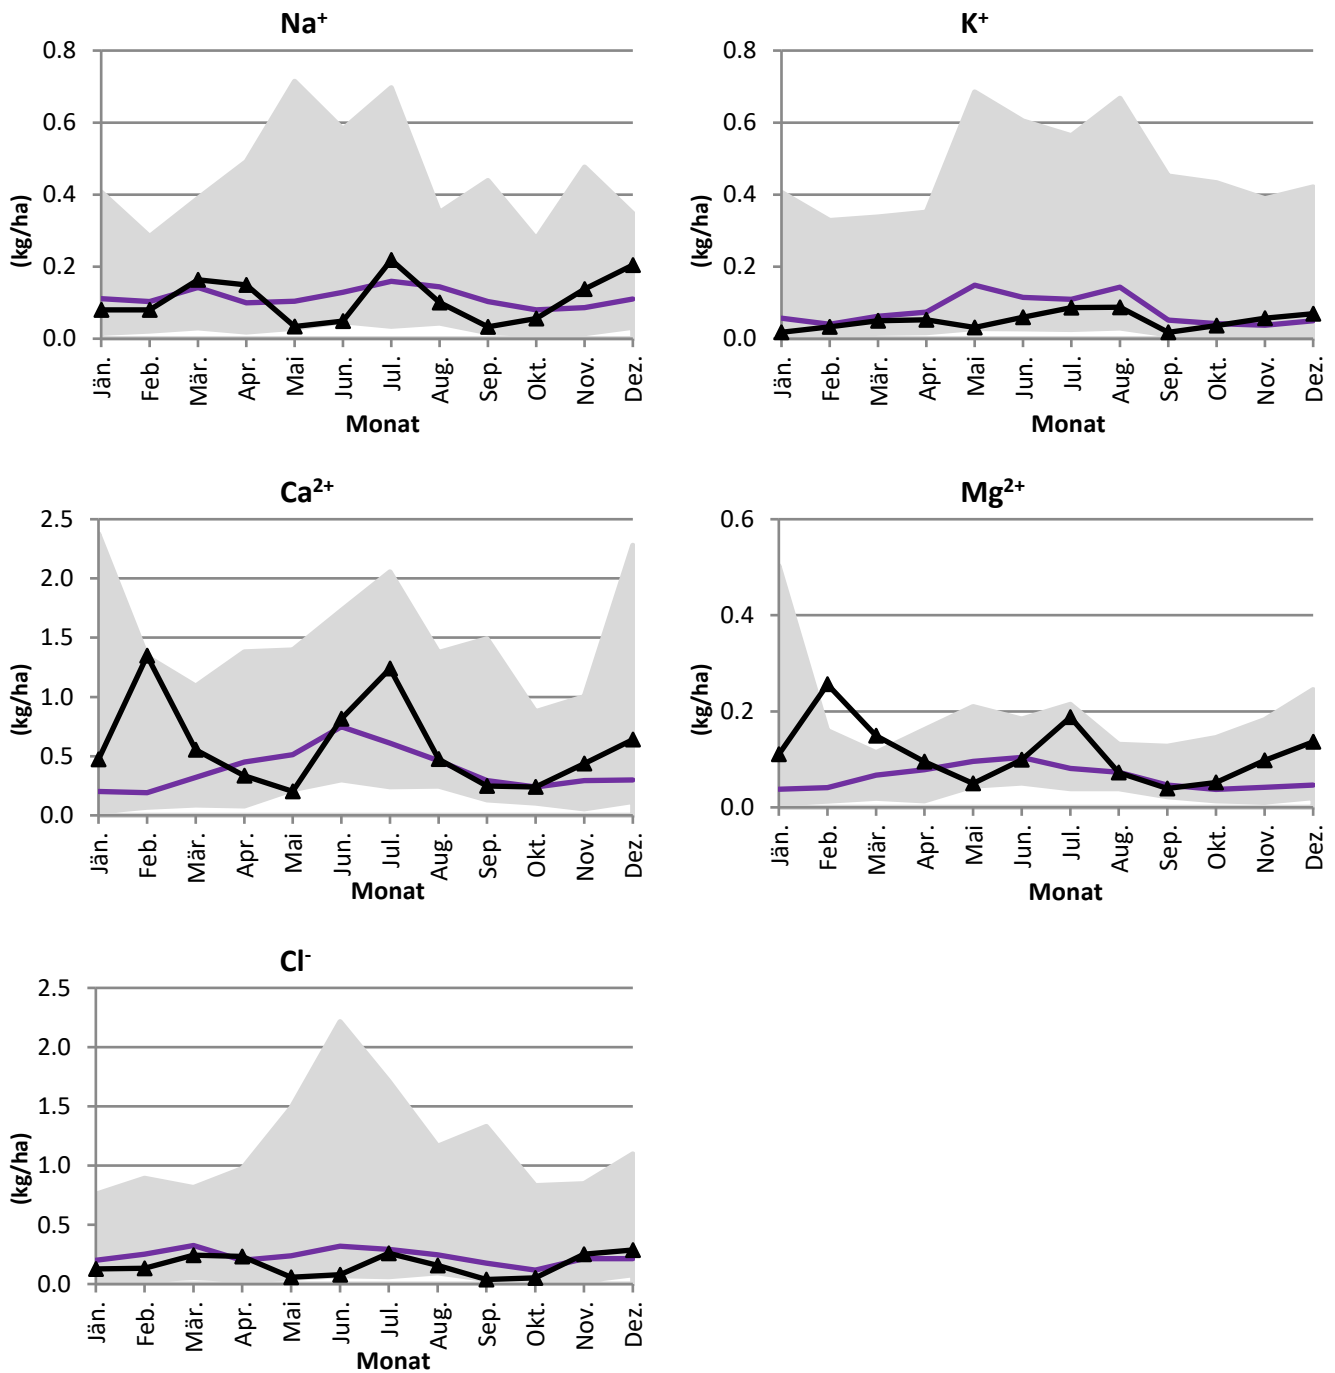 Na⁺
0.8
0.6
0.4
0.2
0.0
(kg/ha)
Jän.
Feb.
Mär.
Apr.
Mai
Jun.
Jul.
Aug.
Sep.
Okt.
Nov.
Dez.
Monat
K⁺
0.8
0.6
0.4
0.2
0.0
(kg/ha)
Jän.
Feb.
Mär.
Apr.
Mai
Jun.
Jul.
Aug.
Sep.
Okt.
Nov.
Dez.
Monat
Ca²⁺
2.5
2.0
1.5
1.0
0.5
0.0
(kg/ha)
Jän.
Feb.
Mär.
Apr.
Mai
Jun.
Jul.
Aug.
Sep.
Okt.
Nov.
Dez.
Monat
Mg²⁺
0.6
0.4
0.2
0.0
(kg/ha)
Jän.
Feb.
Mär.
Apr.
Mai
Jun.
Jul.
Aug.
Sep.
Okt.
Nov.
Dez.
Monat
Cl⁻
2.5
2.0
1.5
1.0
0.5
0.0
(kg/ha)
Jän.
Feb.
Mär.
Apr.
Mai
Jun.
Jul.
Aug.
Sep.
Okt.
Nov.
Dez.
Monat